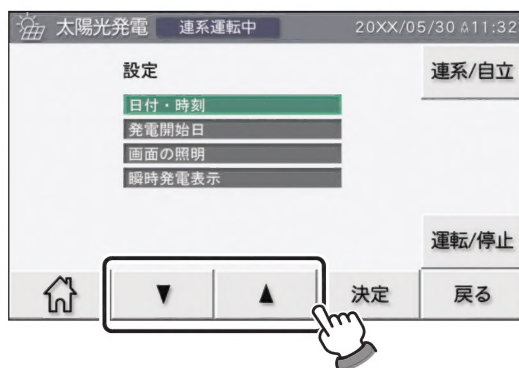 太陽光発電 連系運転中 20XX/05/30 11:32
設定
連系/自立
日付・時刻
発電開始日
画面の照明
瞬時発電表示
運転/停止
▼ ▲ 決定 戻る